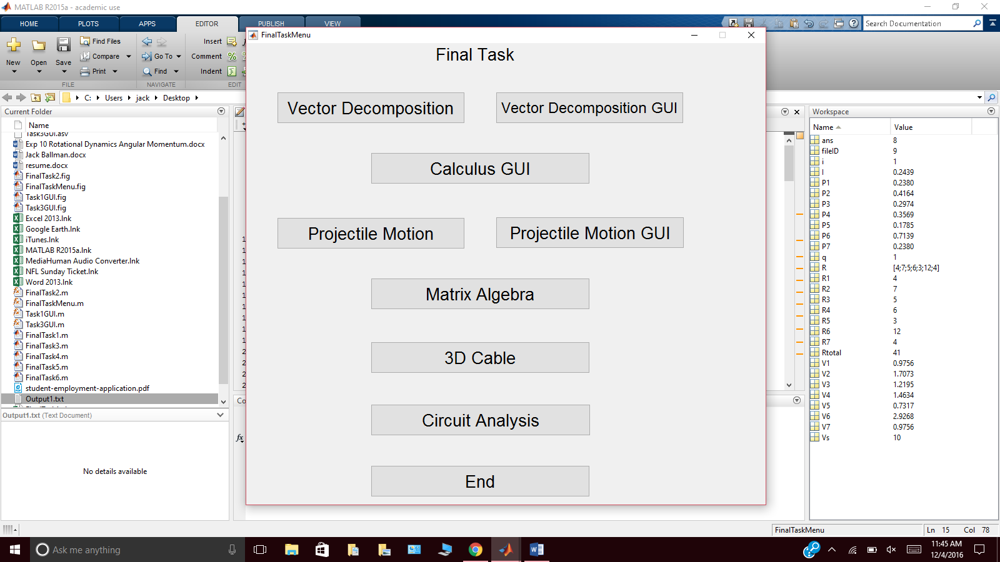 MATLAB R2015a - academic use
HOME
PLOTS
APPS
EDITOR
PUBLISH
VIEW
Search Documentation
New
Open
Save
Find Files
Compare
Print
FILE
Go To
Find
NAVIGATE
Insert
Comment
Indent
EDIT
C:
Users
jack
Desktop
Current Folder
Name
Task3GUI.asv
Exp 10 Rotational Dynamics Angular Momentum.docx
Jack Ballman.docx
resume.docx
FinalTask2.fig
FinalTaskMenu.fig
Task1GUI.fig
Task3GUI.fig
Excel 2013.lnk
Google Earth.lnk
iTunes.lnk
MATLAB R2015a.lnk
MediaHuman Audio Converter.lnk
NFL Sunday Ticket.lnk
Word 2013.lnk
FinalTask2.m
FinalTaskMenu.m
Task1GUI.m
Task3GUI.m
FinalTask1.m
FinalTask3.m
FinalTask4.m
FinalTask5.m
FinalTask6.m
student-employment-application.pdf
Output1.txt
Output1.txt (Text Document)
No details available
FinalTaskMenu
Final Task
Vector Decomposition
Vector Decomposition GUI
Calculus GUI
Projectile Motion
Projectile Motion GUI
Matrix Algebra
3D Cable
Circuit Analysis
End
Co
fx
Workspace
Name Value
ans 8
fileID 9
i 1
I 0.2439
P1 0.2380
P2 0.4164
P3 0.2974
P4 0.3569
P5 0.1785
P6 0.7139
P7 0.2380
q 1
R [4;7;5;6;3;12;4]
R1 4
R2 7
R3 5
R4 6
R5 3
R6 12
R7 4
Rtotal 41
V1 0.9756
V2 1.7073
V3 1.2195
V4 1.4634
V5 0.7317
V6 2.9268
V7 0.9756
Vs 10
FinalTaskMenu
Ln 15 Col 78
Ask me anything
11:45 AM
12/4/2016